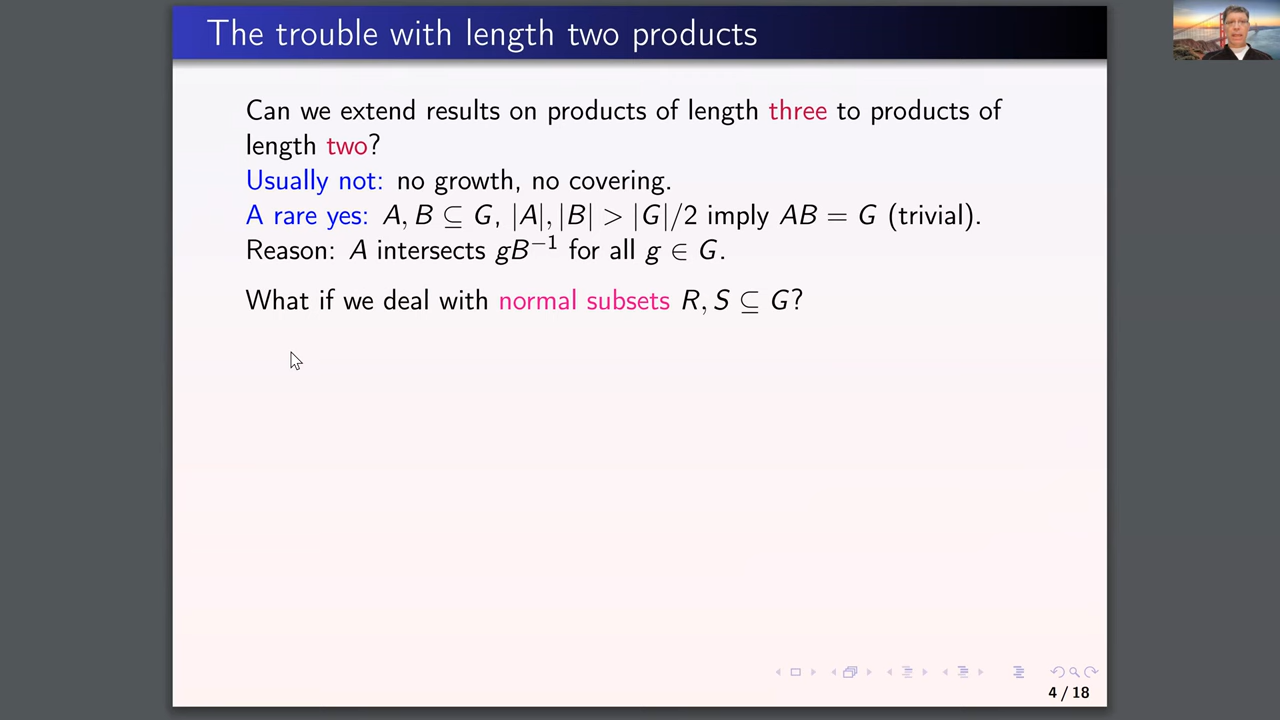 The trouble with length two products
Can we extend results on products of length three to products of
length two?
Usually not: no growth, no covering.
A rare yes: A, B ⊆ G, |A|, |B| > |G|/2 imply AB = G (trivial).
Reason: A intersects gB⁻¹ for all g ∈ G.
What if we deal with normal subsets R, S ⊆ G?
4 / 18